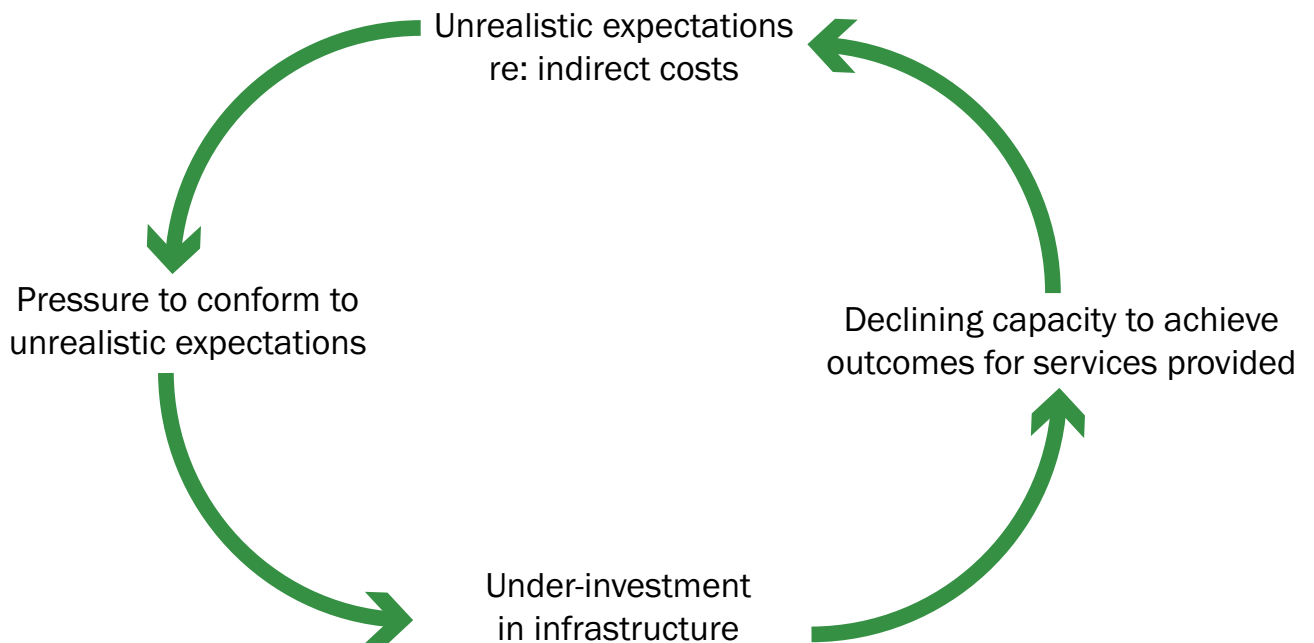 Unrealistic expectations
re: indirect costs
Pressure to conform to
unrealistic expectations
Under-investment
in infrastructure
Declining capacity to achieve
outcomes for services provided